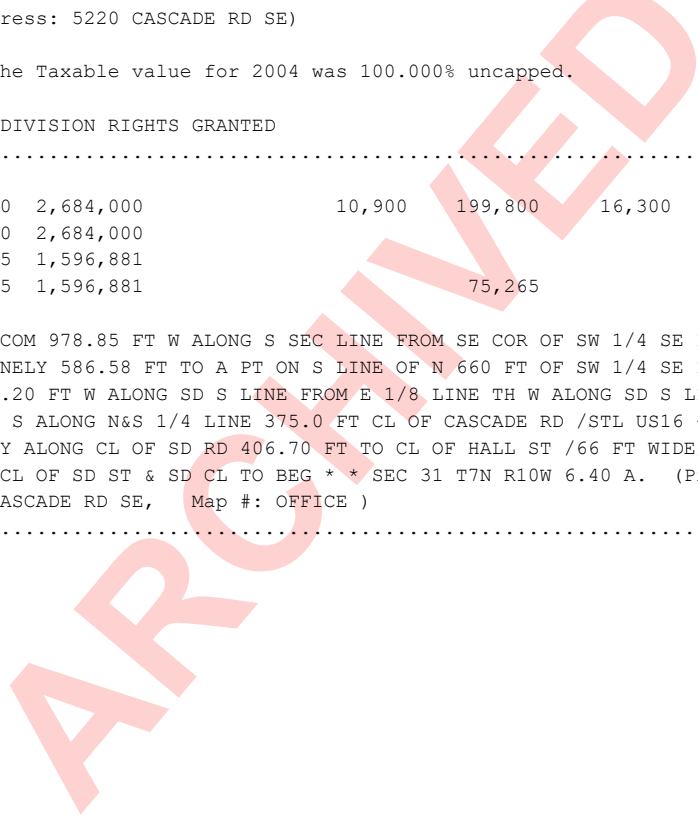 ress: 5220 CASCADE RD SE)
he Taxable value for 2004 was 100.000% uncapped.
DIVISION RIGHTS GRANTED
.........................................................
0 2,684,000 10,900 199,800 16,300
0 2,684,000
5 1,596,881
5 1,596,881 75,265
COM 978.85 FT W ALONG S SEC LINE FROM SE COR OF SW 1/4 SE
NELY 586.58 FT TO A PT ON S LINE OF N 660 FT OF SW 1/4 SE
.20 FT W ALONG SD S LINE FROM E 1/8 LINE TH W ALONG SD S L
S ALONG N&S 1/4 LINE 375.0 FT CL OF CASCADE RD /STL US16
Y ALONG CL OF SD RD 406.70 FT TO CL OF HALL ST /66 FT WIDE
CL OF SD ST & SD CL TO BEG * * SEC 31 T7N R10W 6.40 A. (P
ASCADE RD SE, Map #: OFFICE )
.........................................................
ARCHIVED